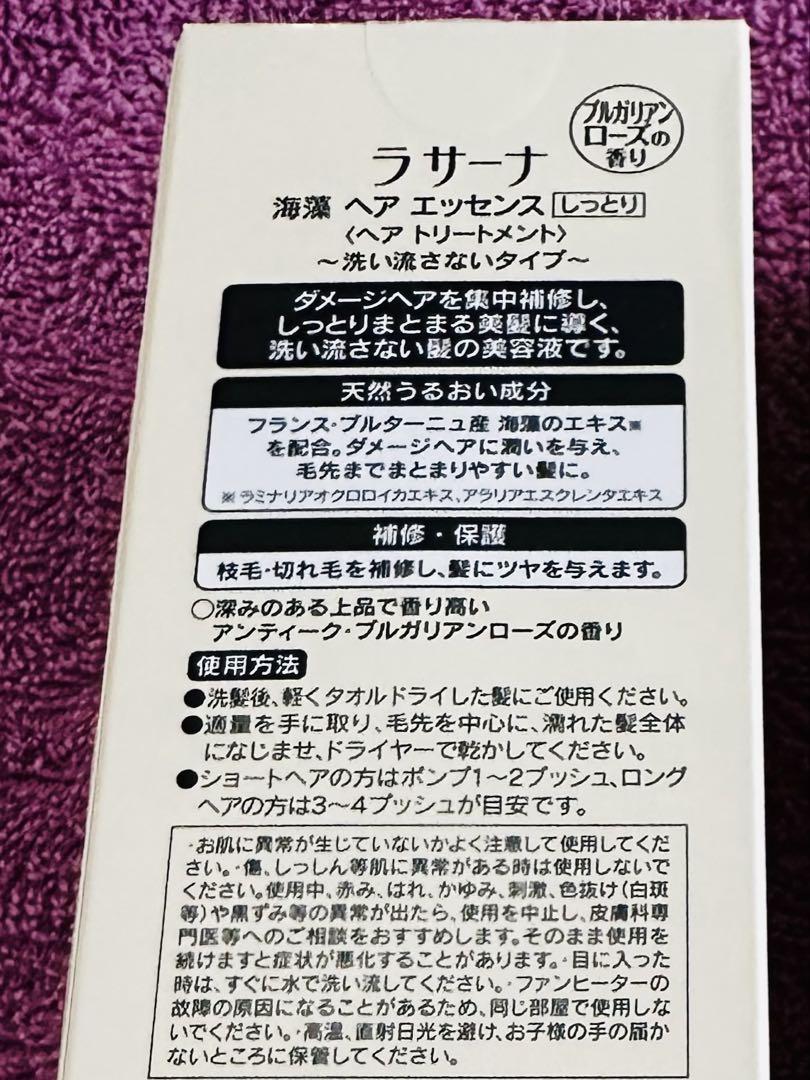 ブルガリアン
ローズの
香り
ラサーナ
海藻 ヘア エッセンス しっとり
〈ヘア トリートメント〉
～洗い流さないタイプ～
ダメージヘアを集中補修し、
しっとりまとまる美髪に導く、
洗い流さない髪の美容液です。
天然うるおい成分
フランス・ブルターニュ産 海藻のエキス※
を配合。ダメージヘアに潤いを与え、
毛先までまとまりやすい髪に。
※ラミナリアオクロロイカエキス、アラリアエスクレンタエキス
補修・保護
枝毛・切れ毛を補修し、髪にツヤを与えます。
○深みのある上品で香り高い
アンティーク・ブルガリアンローズの香り
使用方法
●洗髪後、軽くタオルドライした髪にご使用ください。
●適量を手に取り、毛先を中心に、濡れた髪全体
になじませ、ドライヤーで乾かしてください。
●ショートヘアの方はポンプ1～2プッシュ、ロング
ヘアの方は3～4プッシュが目安です。
・お肌に異常が生じていないかよく注意して使用してくだ
さい。・傷、しっしん等肌に異常がある時は使用しないで
ください。使用中、赤み、はれ、かゆみ、刺激、色抜け(白斑
等)や黒ずみ等の異常が出たら、使用を中止し、皮膚科専
門医等へのご相談をおすすめします。そのまま使用を
続けますと症状が悪化することがあります。・目に入った
時は、すぐに水で洗い流してください。・ファンヒーターの
故障の原因になることがあるため、同じ部屋で使用しな
いでください。・高温、直射日光を避け、お子様の手の届か
ないところに保管してください。